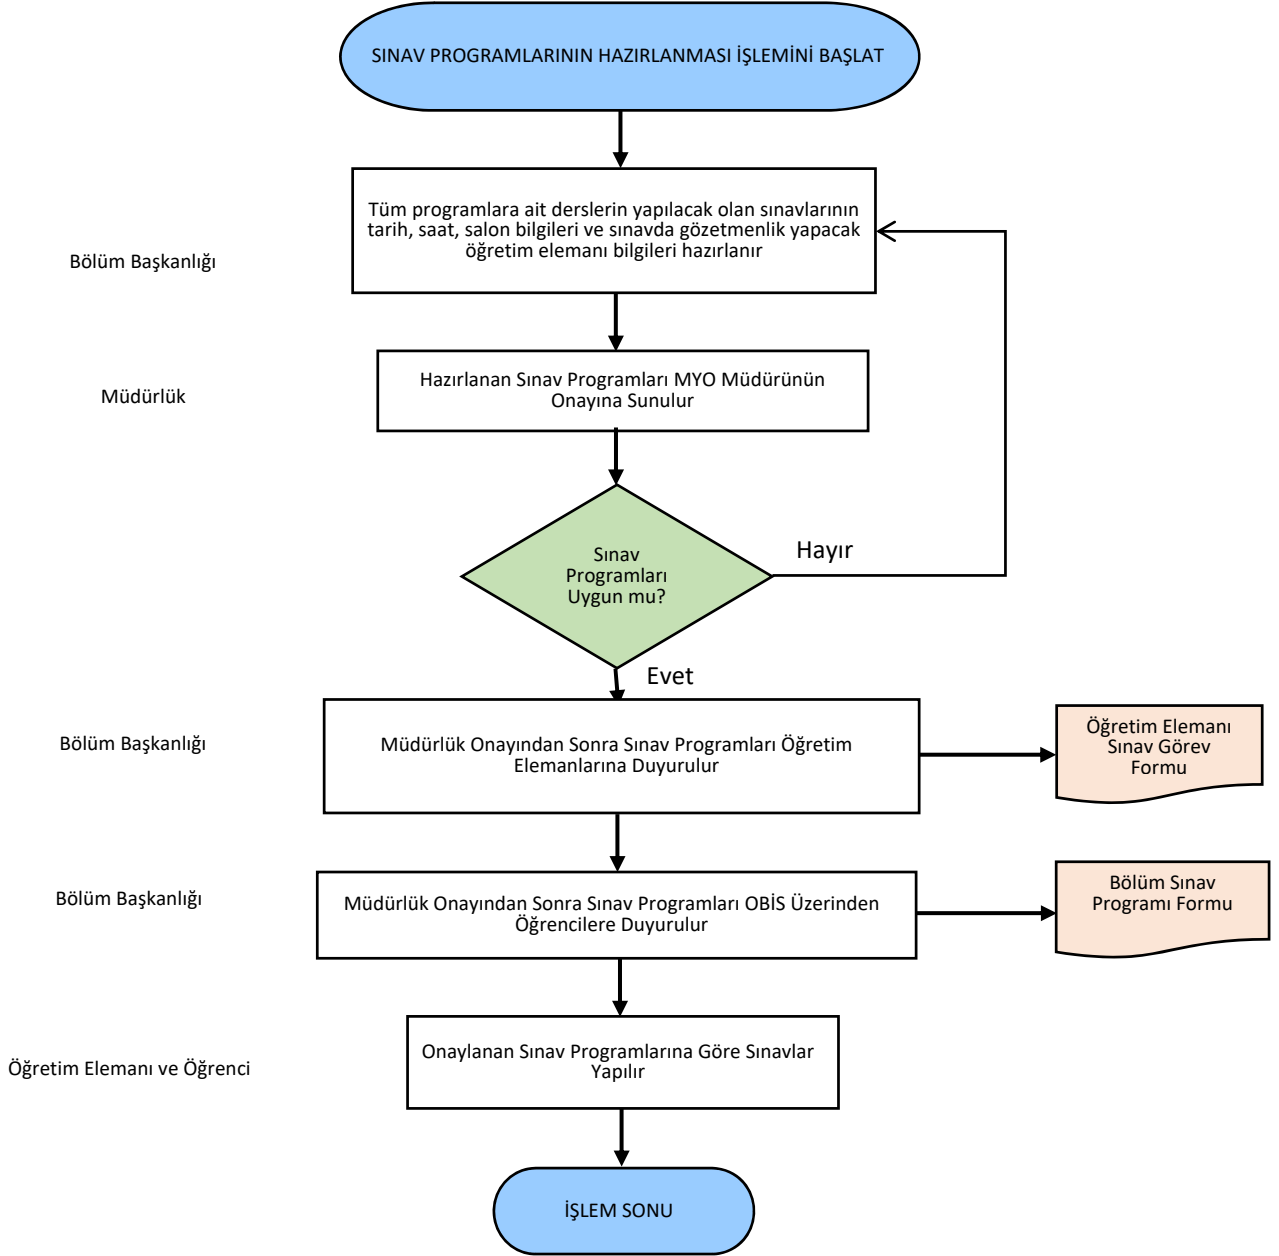 SINAV PROGRAMLARININ HAZIRLANMASI İŞLEMİNİ BAŞLAT
Bölüm Başkanlığı
Tüm programlara ait derslerin yapılacak olan sınavlarının
tarih, saat, salon bilgileri ve sınavda gözetmenlik yapacak
öğretim elemanı bilgileri hazırlanır
Müdürlük
Hazırlanan Sınav Programları MYO Müdürünün
Onayına Sunulur
Sınav
Programları
Uygun mu?
Hayır
Evet
Bölüm Başkanlığı
Müdürlük Onayından Sonra Sınav Programları Öğretim
Elemanlarına Duyurulur
Öğretim Elemanı
Sınav Görev
Formu
Bölüm Başkanlığı
Müdürlük Onayından Sonra Sınav Programları OBİS Üzerinden
Öğrencilere Duyurulur
Bölüm Sınav
Programı Formu
Öğretim Elemanı ve Öğrenci
Onaylanan Sınav Programlarına Göre Sınavlar
Yapılır
İŞLEM SONU